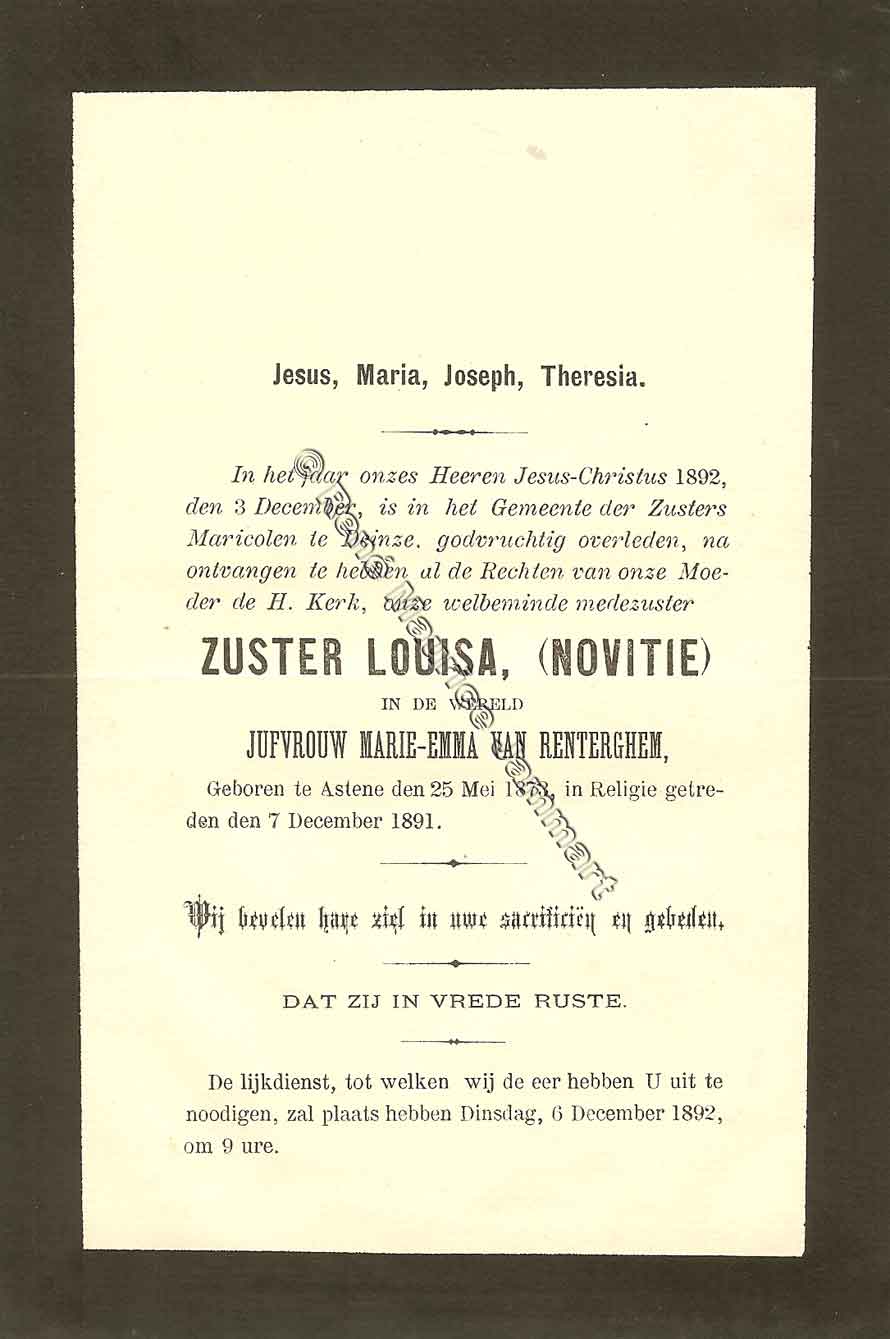 Jesus, Maria, Joseph, Theresia.
In het jaar onzes Heeren Jesus-Christus 1892,
den 3 December, is in het Gemeente der Zusters
Maricolen te Deinze, godvruchtig overleden, na
ontvangen te hebben al de Rechten van onze Moe-
der de H. Kerk, onze welbeminde medezuster
ZUSTER LOUISA, (NOVITIE)
IN DE WERELD
JUFVROUW MARIE-EMMA VAN RENTERGHEM,
Geboren te Astene den 25 Mei 1873, in Religie getre-
den den 7 December 1891.
Wij bevelen hare ziel in uwe sacrificiën en gebeden.
DAT ZIJ IN VREDE RUSTE.
De lijkdienst, tot welken wij de eer hebben U uit te
noodigen, zal plaats hebben Dinsdag, 6 December 1892,
om 9 ure.
© René Maurice Lammart